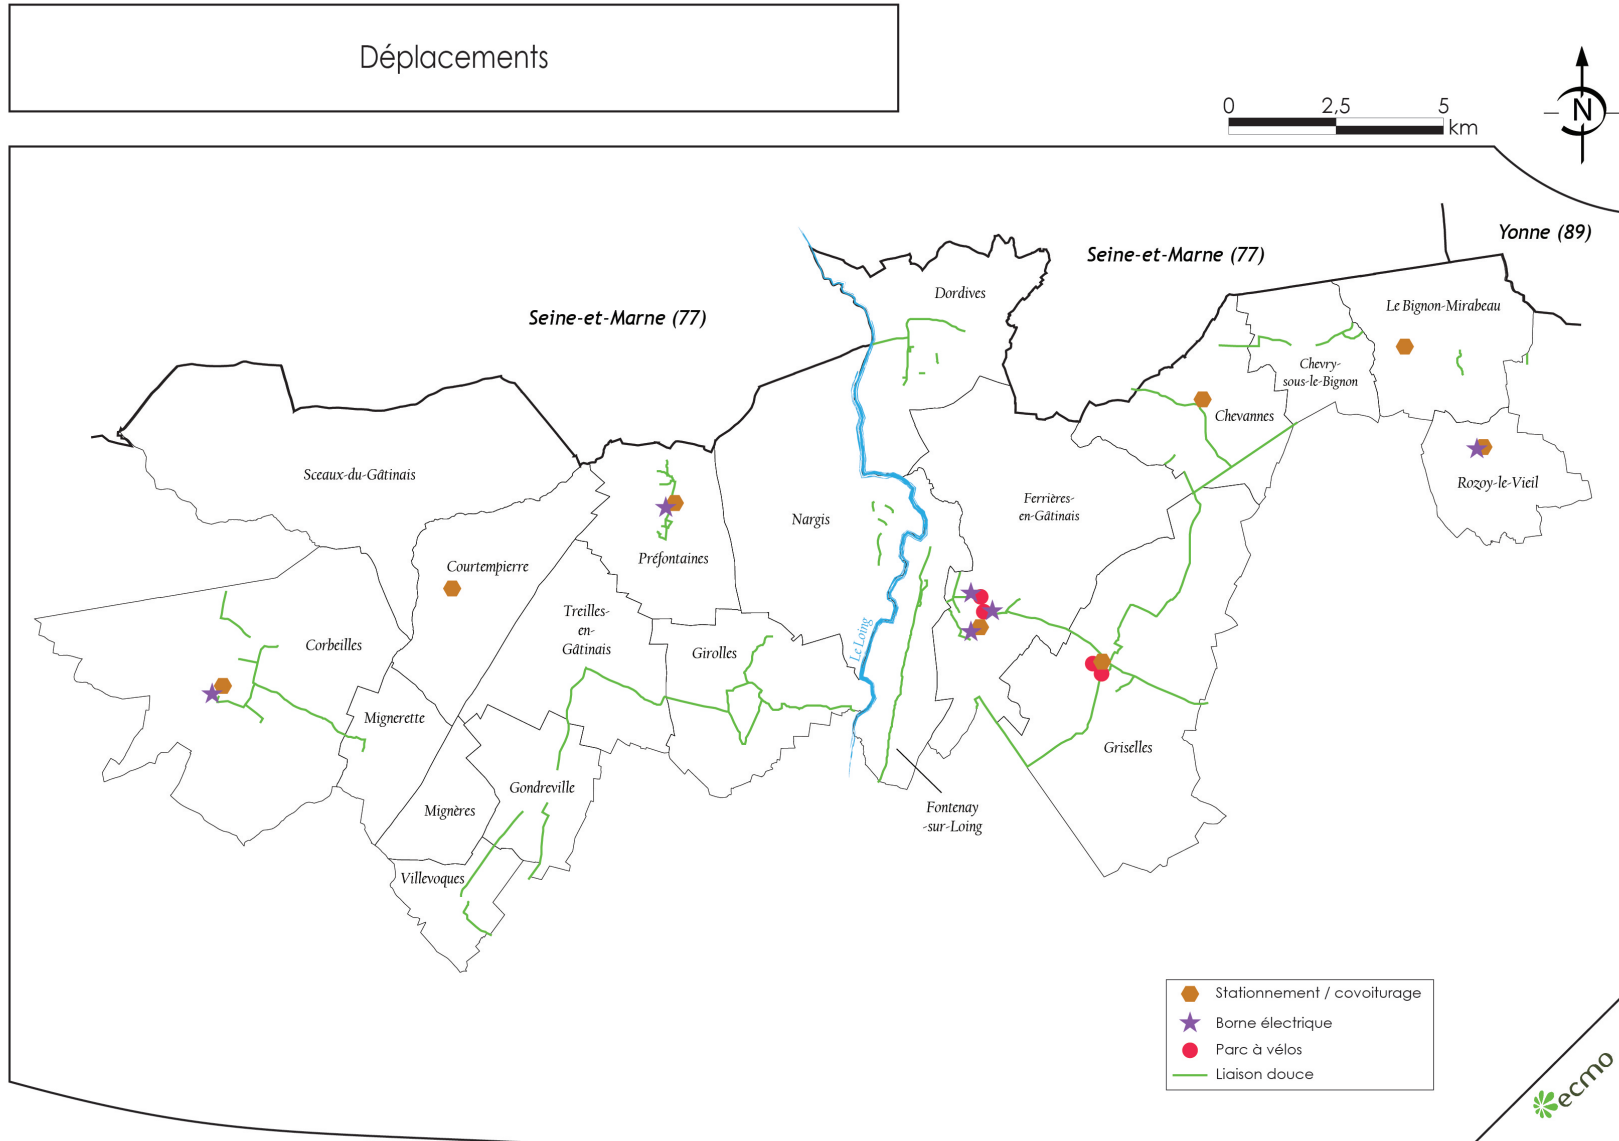 Déplacements
0 2,5 5
km
N
Yonne (89)
Seine-et-Marne (77)
Seine-et-Marne (77)
Dordives
Le Bignon-Mirabeau
Chevry-
sous-le-Bignon
Chevannes
Sceaux-du-Gâtinais
Rozoy-le-Vieil
Ferrières-
en-Gâtinais
Nargis
Préfontaines
Courtempierre
Treilles-
en-
Gâtinais
Le Loing
Corbeilles
Girolles
Mignerette
Griselles
Gondreville
Mignères
Fontenay
-sur-Loing
Villevoques
Stationnement / covoiturage
Borne électrique
Parc à vélos
Liaison douce
ecmo